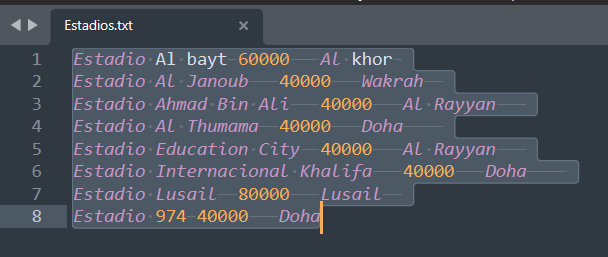 Estadios.txt
1 Estadio Al bayt 60000 Al khor
2 Estadio Al Janoub 40000 Wakrah
3 Estadio Ahmad Bin Ali 40000 Al Rayyan
4 Estadio Al Thumama 40000 Doha
5 Estadio Education City 40000 Al Rayyan
6 Estadio Internacional Khalifa 40000 Doha
7 Estadio Lusail 80000 Lusail
8 Estadio 974 40000 Doha